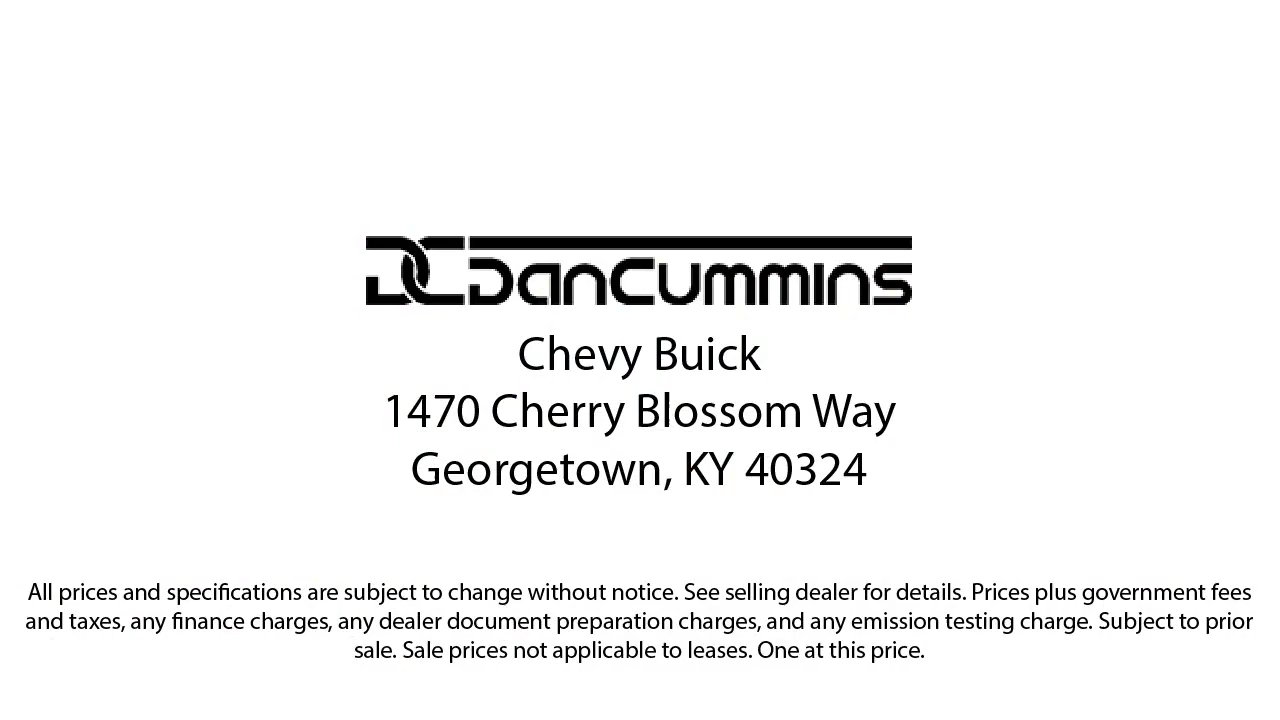 DC DanCummins
Chevy Buick
1470 Cherry Blossom Way
Georgetown, KY 40324
All prices and specifications are subject to change without notice. See selling dealer for details. Prices plus government fees
and taxes, any finance charges, any dealer document preparation charges, and any emission testing charge. Subject to prior
sale. Sale prices not applicable to leases. One at this price.